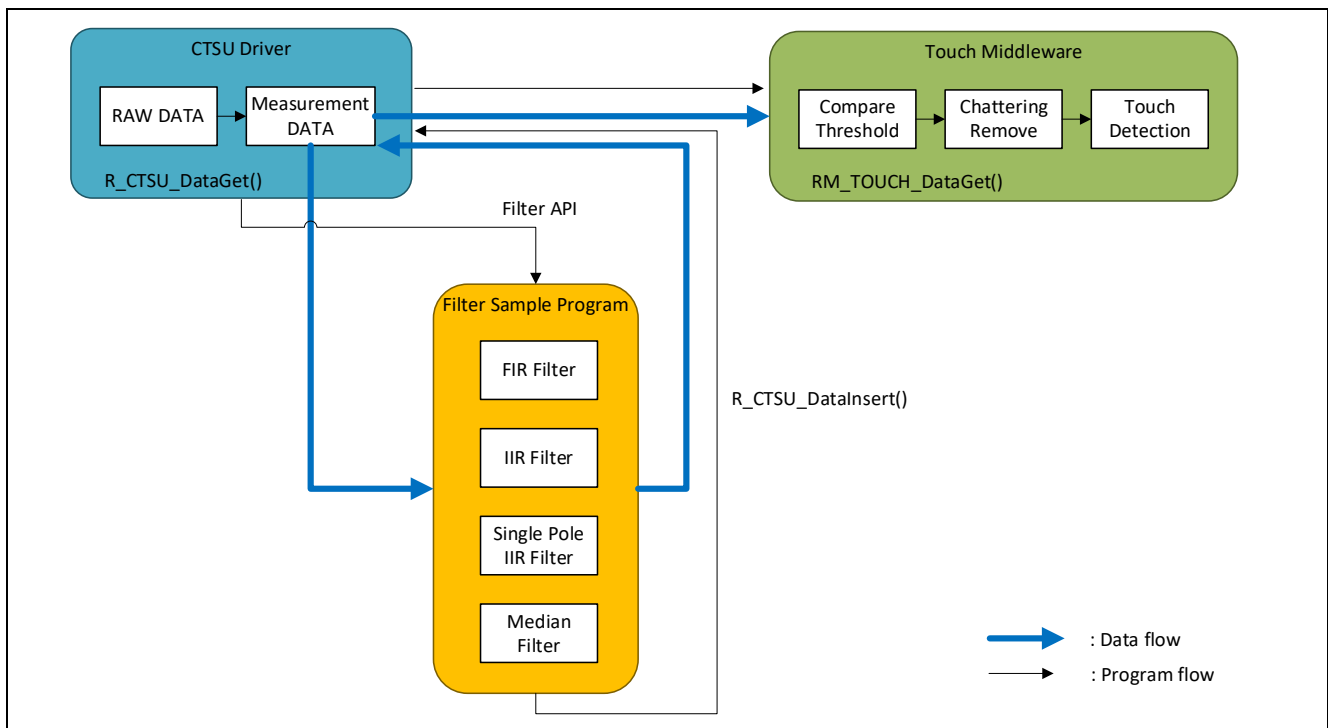 CTSU Driver
RAW DATA
Measurement
DATA
R_CTSU_DataGet()
Touch Middleware
Compare
Threshold
Chattering
Remove
Touch
Detection
RM_TOUCH_DataGet()
Filter API
Filter Sample Program
FIR Filter
IIR Filter
Single Pole
IIR Filter
Median
Filter
R_CTSU_DataInsert()
: Data flow
: Program flow